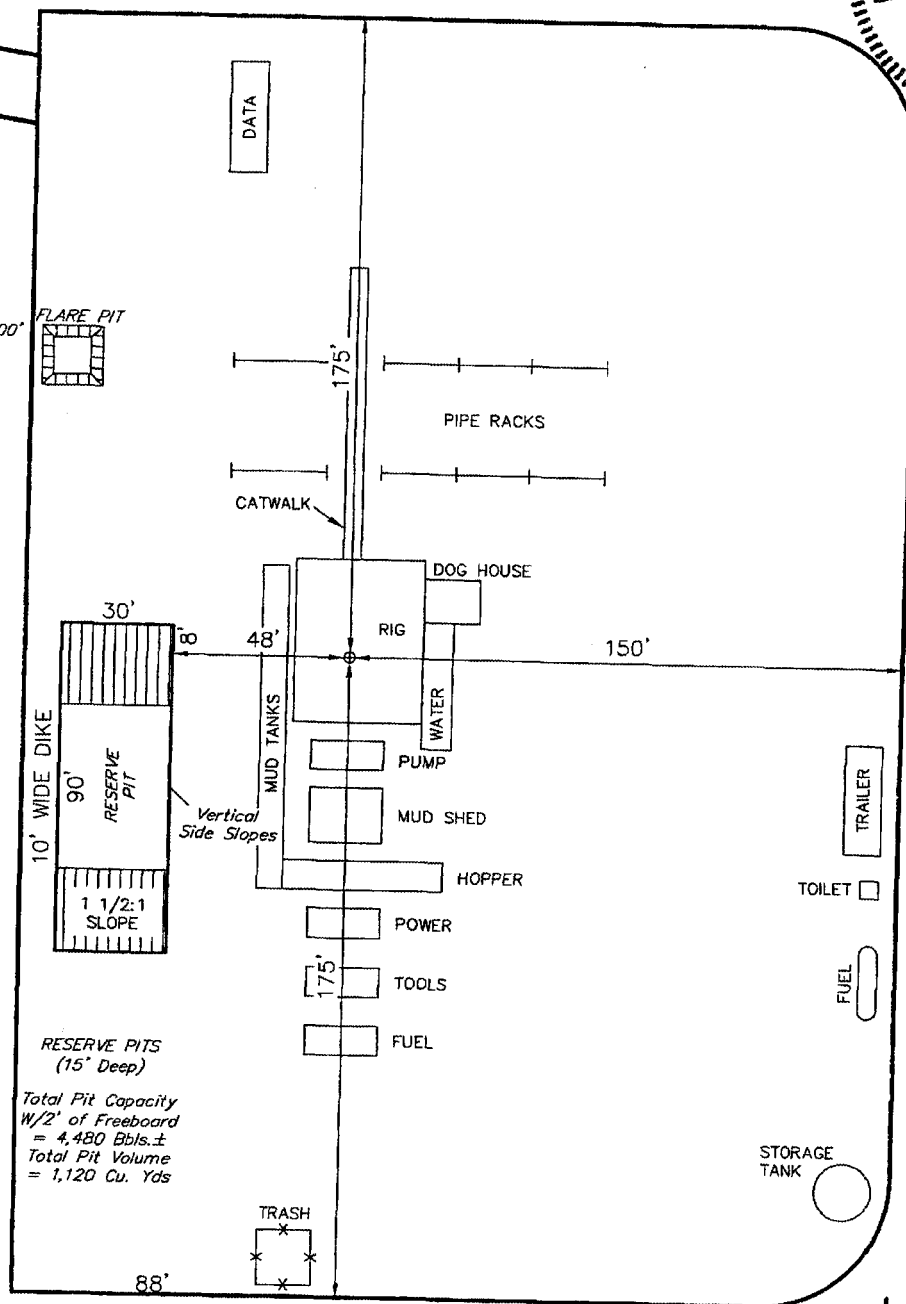 DATA
FLARE PIT
00'
175'
PIPE RACKS
CATWALK
DOG HOUSE
30'
8'
48'
RIG
150'
MUD TANKS
WATER
10' WIDE DIKE
90'
RESERVE
PIT
PUMP
Vertical
Side Slopes
MUD SHED
TRAILER
HOPPER
TOILET
1 1/2:1
SLOPE
POWER
175'
TOOLS
FUEL
FUEL
RESERVE PITS
(15' Deep)
Total Pit Capacity
W/2' of Freeboard
= 4,480 Bbls.±
Total Pit Volume
= 1,120 Cu. Yds
STORAGE
TANK
TRASH
88'